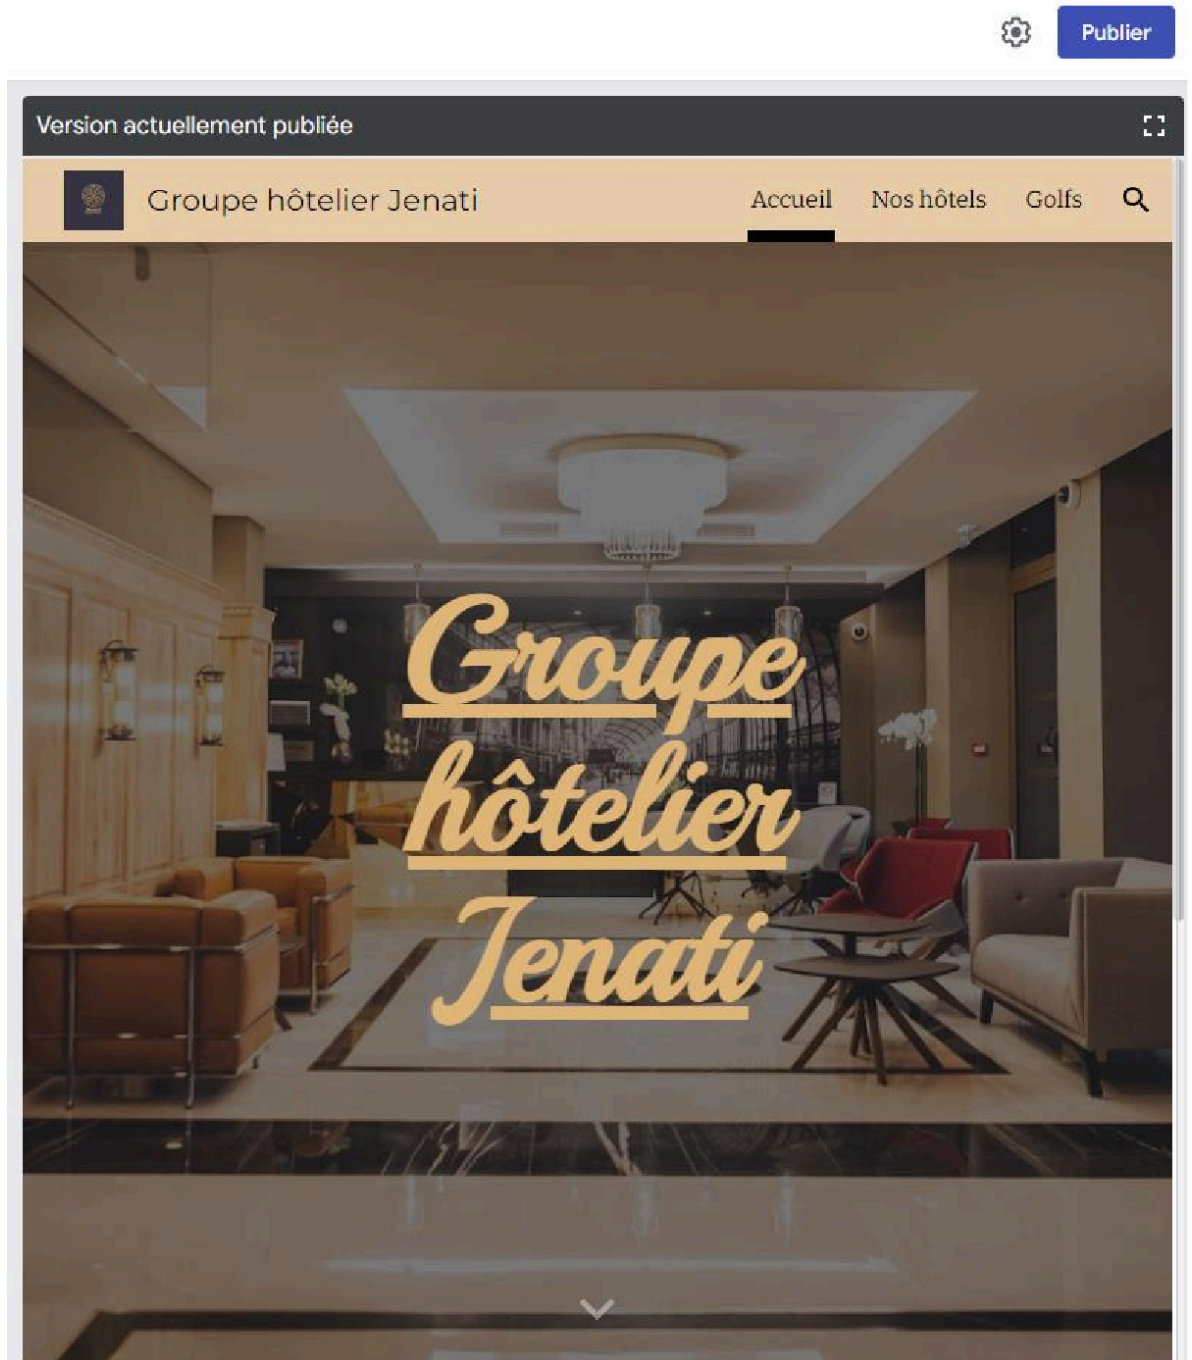 Publier
Version actuellement publiée
Groupe hôtelier Jenati Accueil Nos hôtels Golfs
Groupe
hôtelier
Jenati